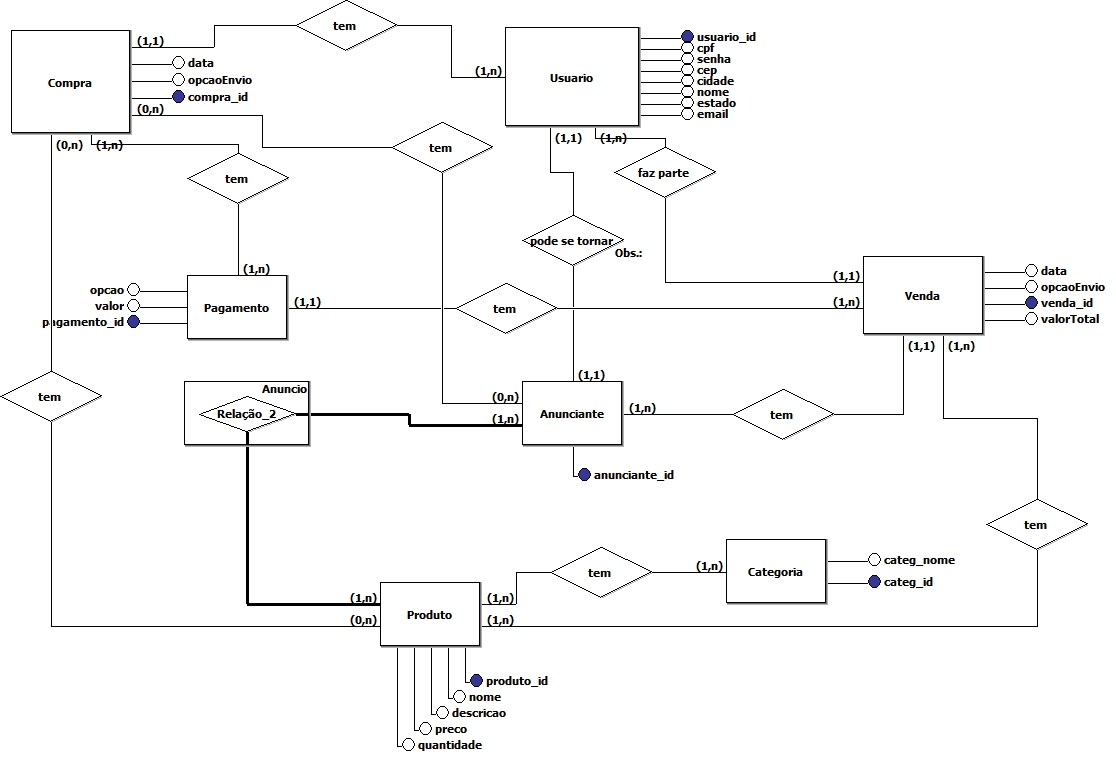 tem
(1,1)
Compra
data
opcaoEnvio
compra_id
(0,n)
(0,n)
(1,n)
(1,n)
Usuario
usuario_id
cpf
senha
cep
cidade
nome
estado
email
(1,1)
(1,n)
tem
tem
faz parte
pode se tornar
Obs.:
(1,n)
opcao
valor
pagamento_id
Pagamento
(1,1)
tem
(1,1)
(1,n)
Venda
data
opcaoEnvio
venda_id
valorTotal
(1,1)
(1,n)
(1,1)
tem
Anuncio
Relação_2
(0,n)
(1,n)
Anunciante
(1,n)
tem
anunciante_id
tem
tem
(1,n)
Categoria
categ_nome
categ_id
(1,n)
(0,n)
Produto
(1,n)
(1,n)
produto_id
nome
descricao
preco
quantidade